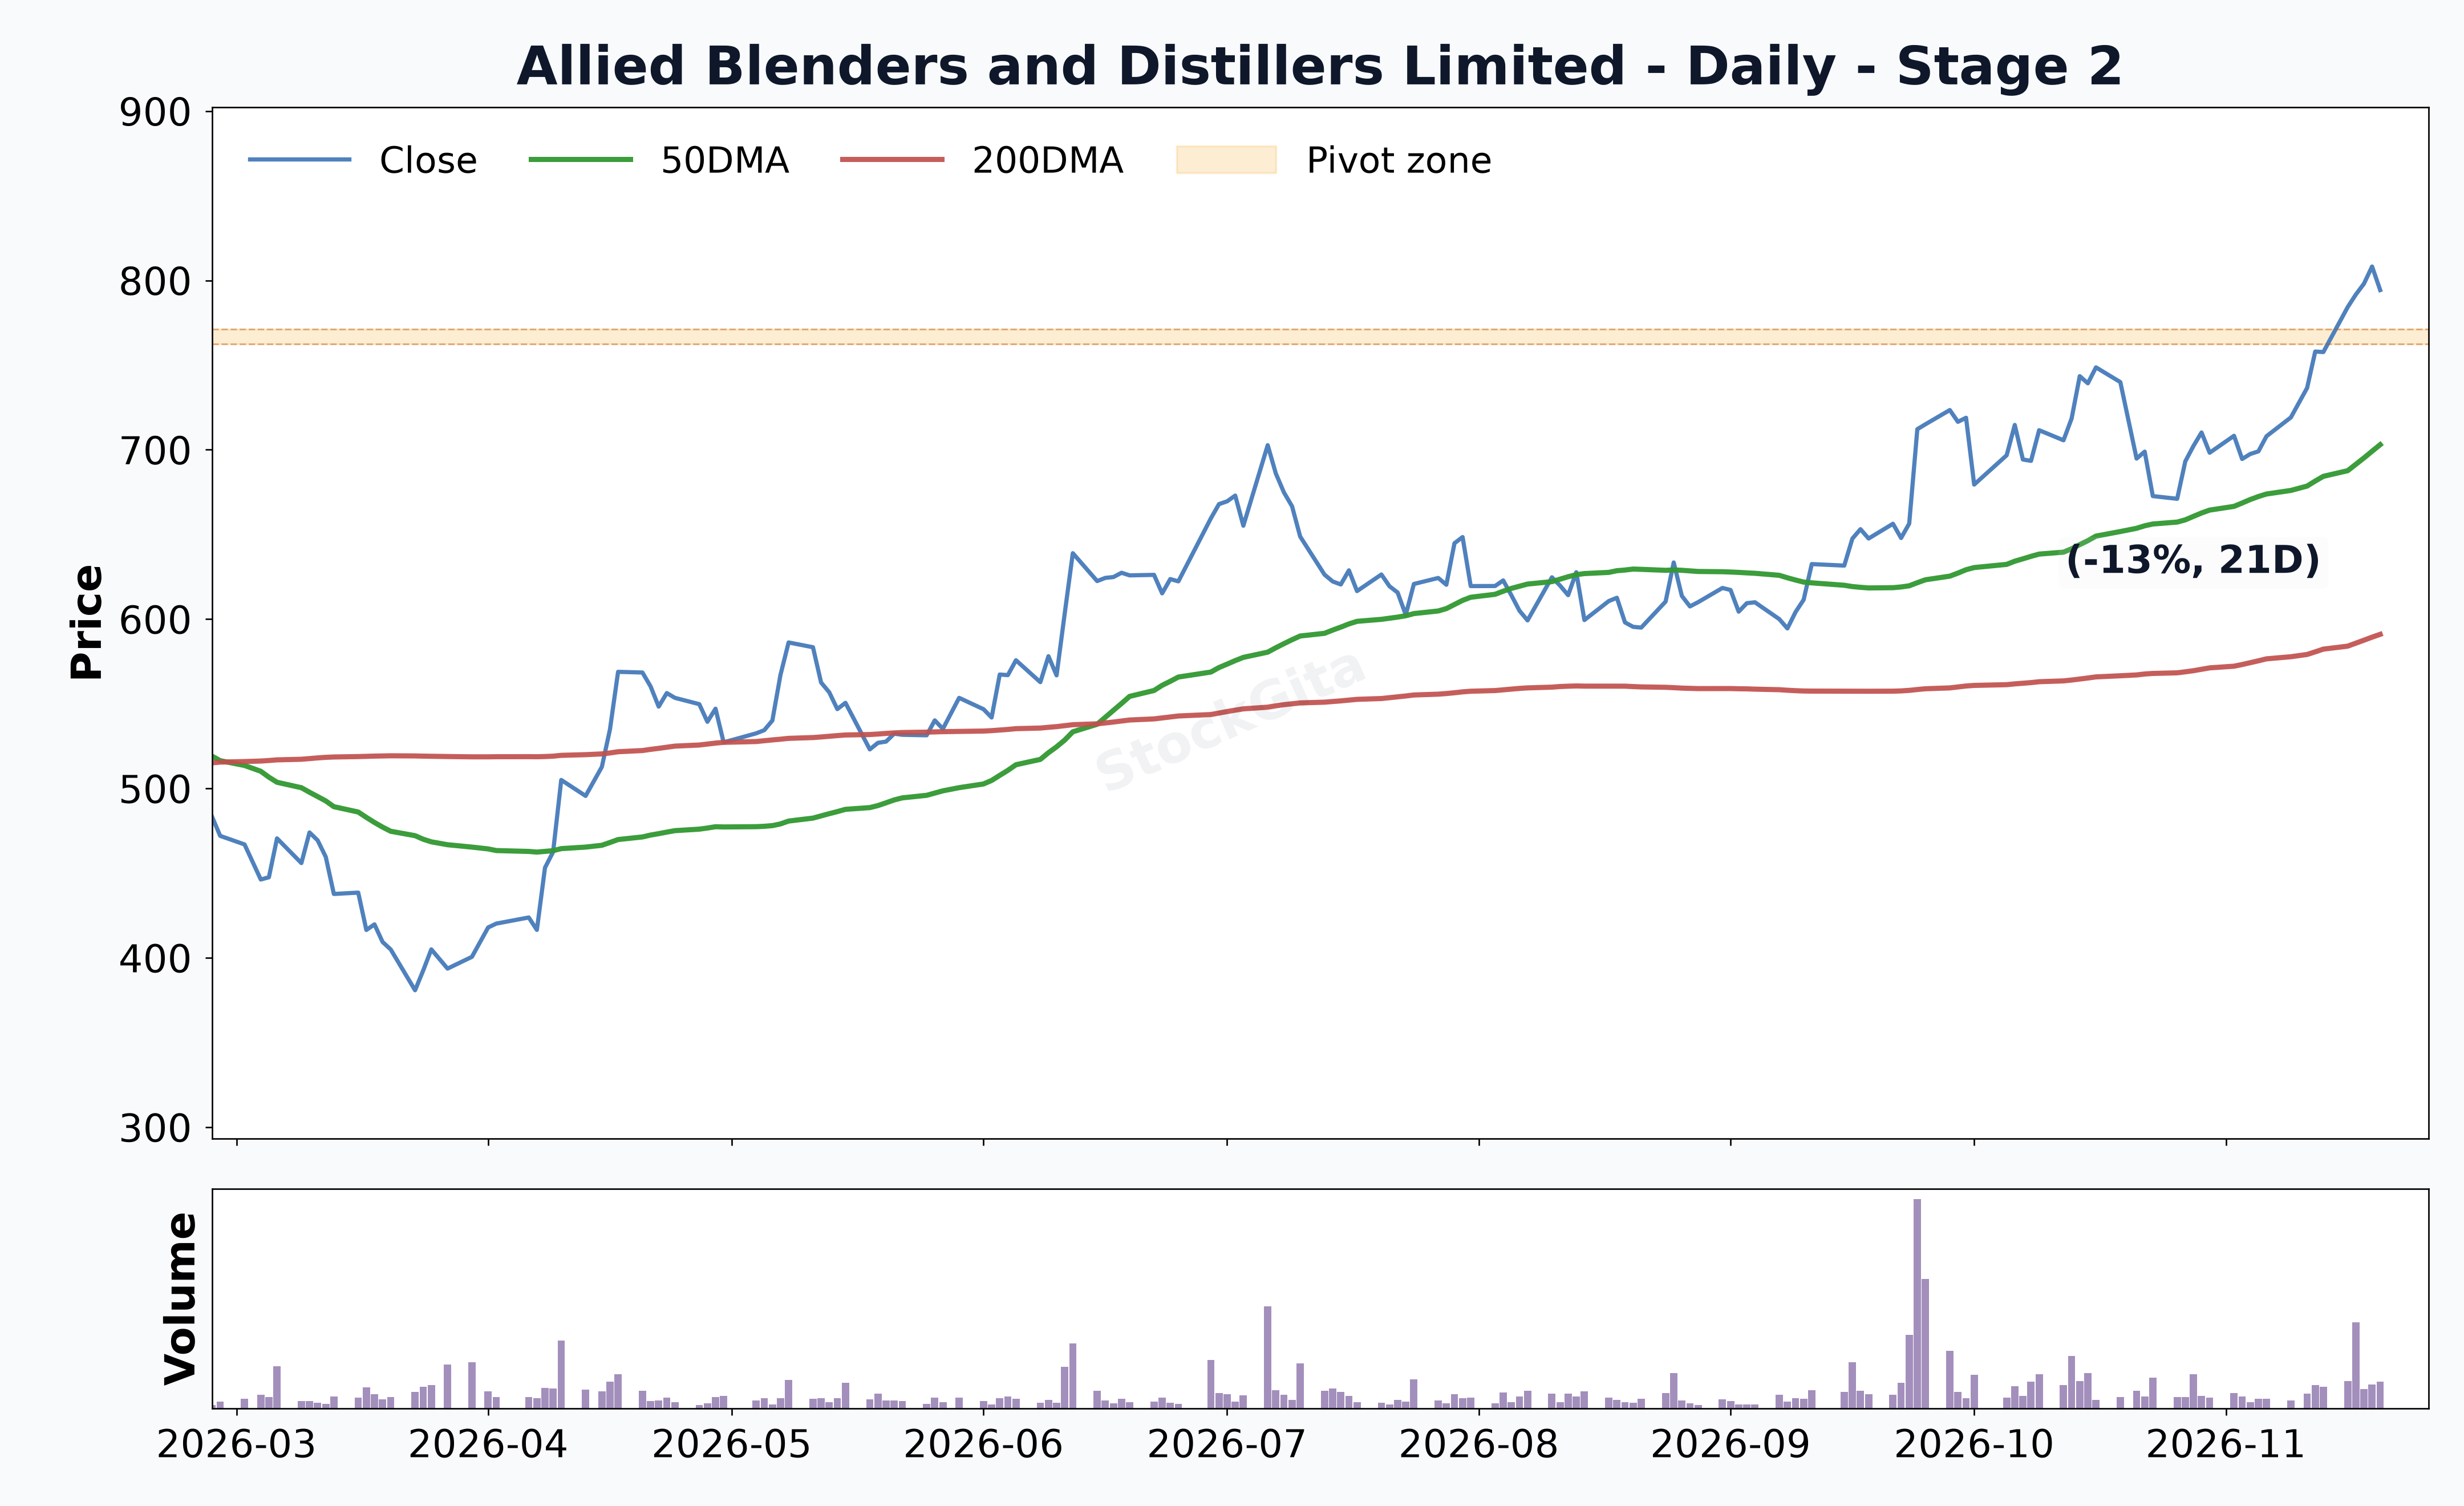 Allied Blenders and Distillers Limited - Daily - Stage 2
Close 50DMA 200DMA Pivot zone
Price
900
800
700
600
500
400
300
(-13%, 21D)
StockGita
Volume
2026-03 2026-04 2026-05 2026-06 2026-07 2026-08 2026-09 2026-10 2026-11